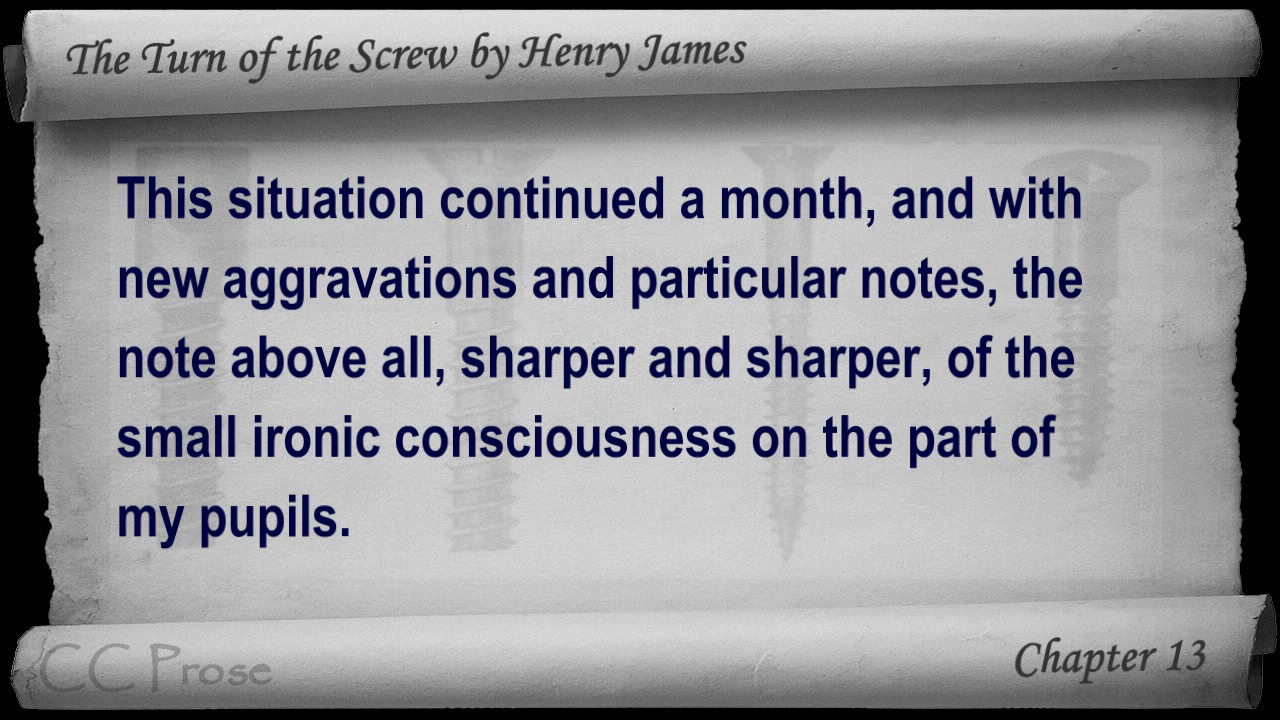 The Turn of the Screw by Henry James
This situation continued a month, and with
new aggravations and particular notes, the
note above all, sharper and sharper, of the
small ironic consciousness on the part of
my pupils.
CC Prose
Chapter 13